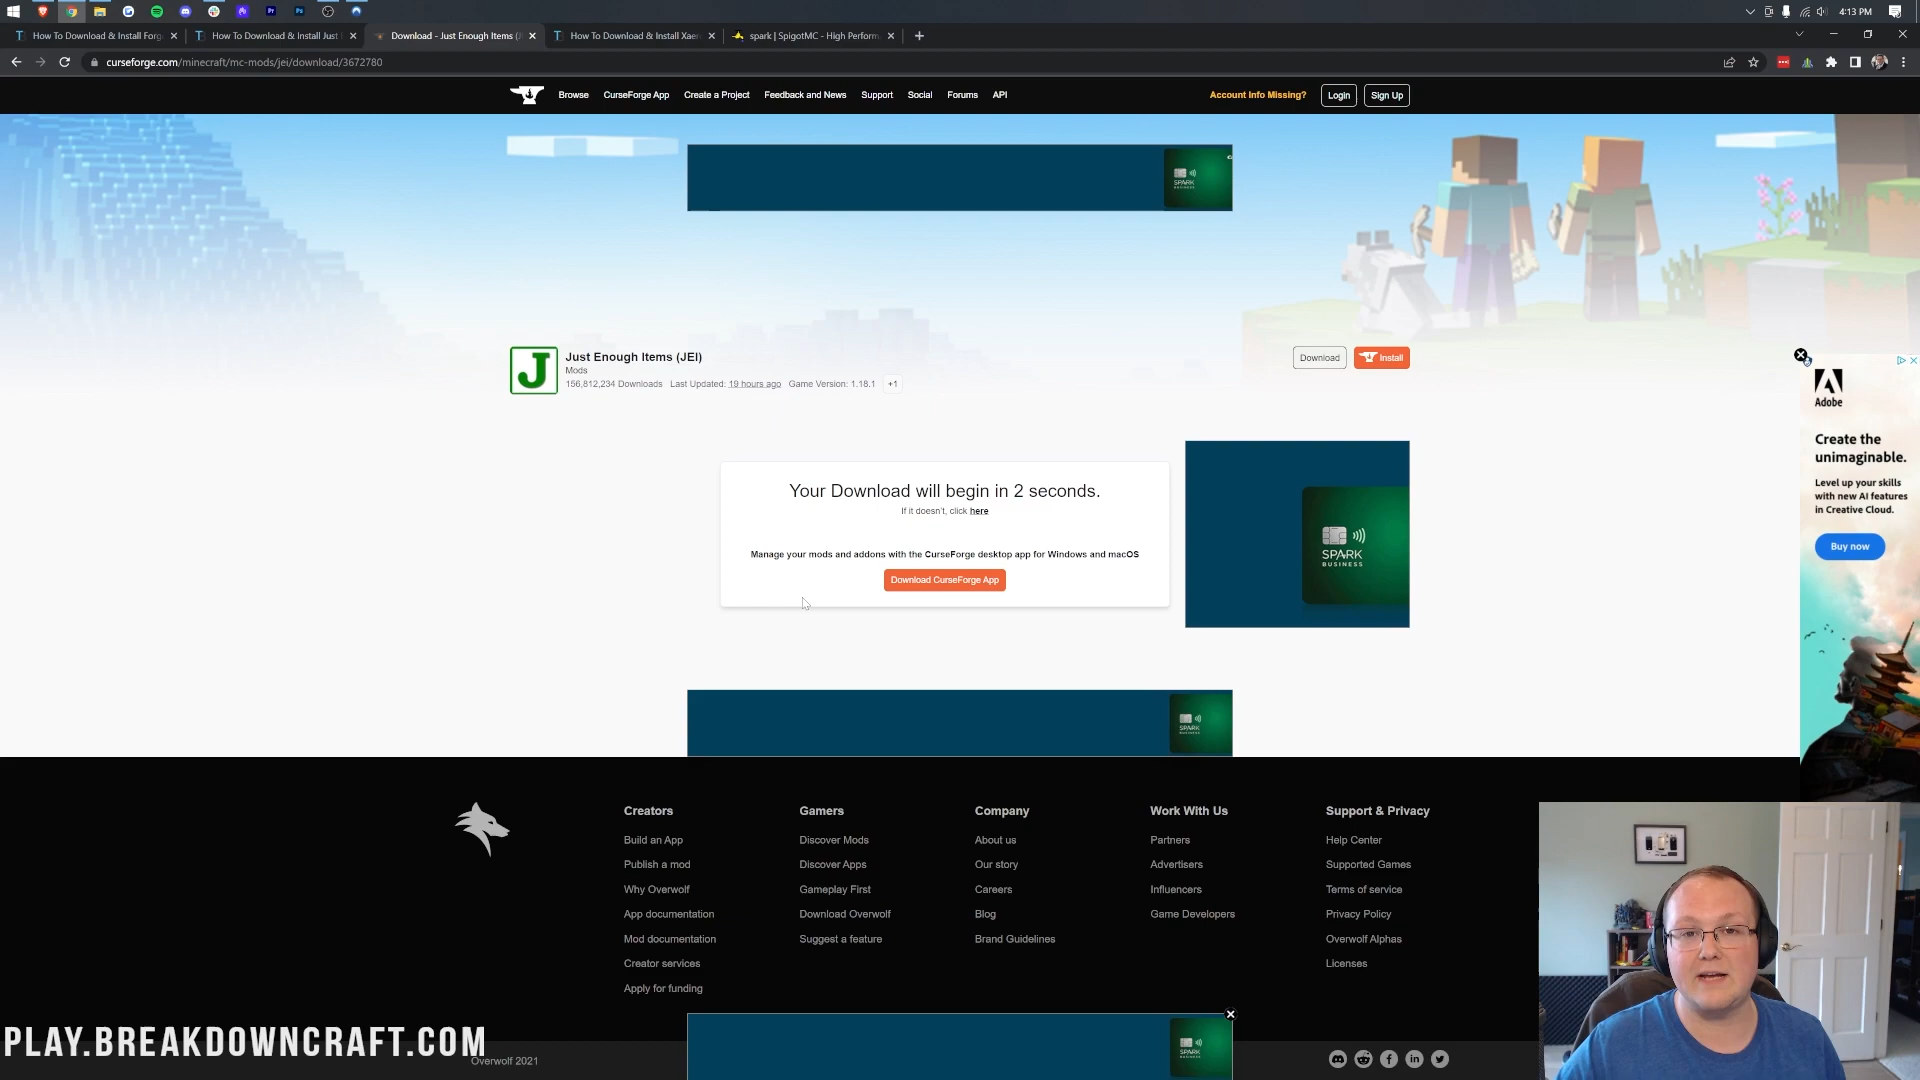 4:13 PM
How To Download & Install Forg
How To Download & Install Just
Download - Just Enough Items (J
How To Download & Install Xaer
spark | SpigotMC - High Perform
curseforge.com/minecraft/mc-mods/jei/download/3672780
Browse
CurseForge App
Create a Project
Feedback and News
Support
Social
Forums
API
Account Info Missing?
Login
Sign Up
SPARK
Just Enough Items (JEI)
Mods
156,812,234 Downloads Last Updated: 19 hours ago Game Version: 1.18.1 +1
Download
Install
Your Download will begin in 2 seconds.
If it doesn't, click here
Manage your mods and addons with the CurseForge desktop app for Windows and macOS
Download CurseForge App
SPARK
BUSINESS
Adobe
Create the
unimaginable.
Level up your skills
with new AI features
in Creative Cloud.
Buy now
SPARK
Creators
Build an App
Publish a mod
Why Overwolf
App documentation
Mod documentation
Creator services
Apply for funding
Gamers
Discover Mods
Discover Apps
Gameplay First
Download Overwolf
Suggest a feature
Company
About us
Our story
Careers
Blog
Brand Guidelines
Work With Us
Partners
Advertisers
Influencers
Game Developers
Support & Privacy
Help Center
Supported Games
Terms of service
Privacy Policy
Overwolf Alphas
Licenses
SPARK
PLAY.BREAKDOWNCRAFT.COM
Overwolf 2021